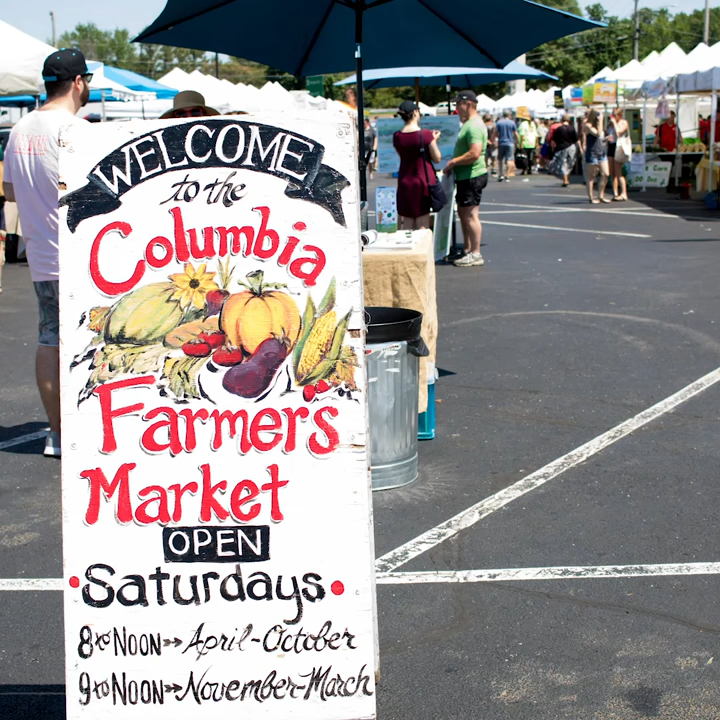 WELCOME
to the
Columbia
Farmers
Market
OPEN
Saturdays
8 to NOON →→ April-October
9 to NOON →→ November-March